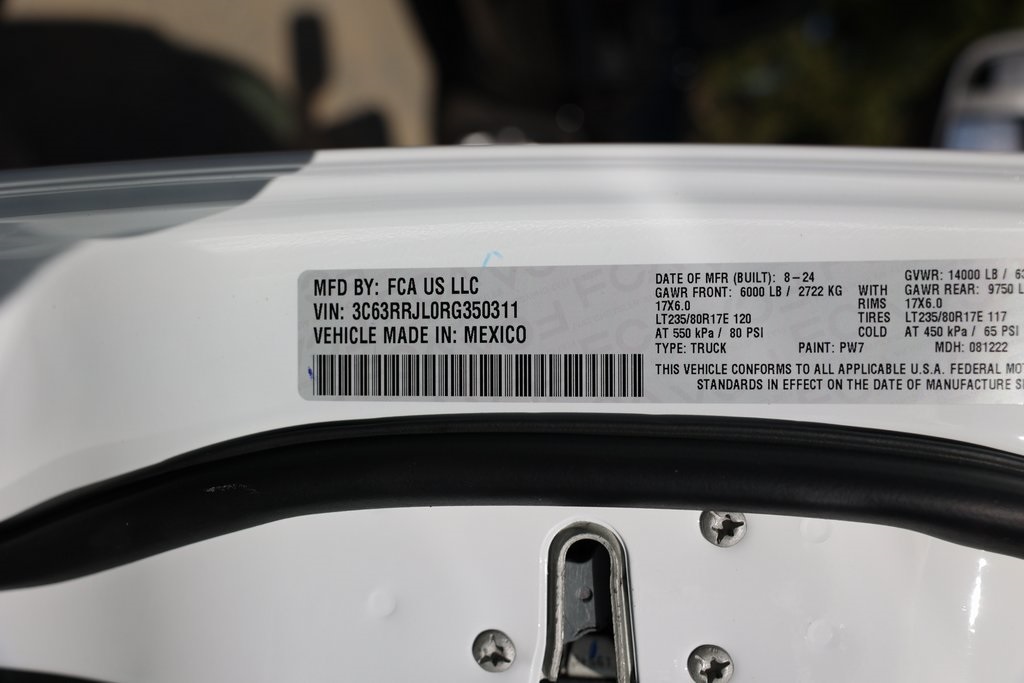 MFD BY: FCA US LLC
VIN: 3C63RRJL0RG350311
VEHICLE MADE IN: MEXICO
DATE OF MFR (BUILT): 8-24 GVWR: 14000 LB /
GAWR FRONT: 6000 LB / 2722 KG WITH GAWR REAR: 9750
17X6.0 RIMS 17X6.0
LT235/80R17E 120 TIRES LT235/80R17E 117
AT 550 kPa / 80 PSI COLD AT 450 kPa / 65 PSI
TYPE: TRUCK PAINT: PW7 MDH: 081222
THIS VEHICLE CONFORMS TO ALL APPLICABLE U.S.A. FEDERAL
STANDARDS IN EFFECT ON THE DATE OF MANUFACTURE